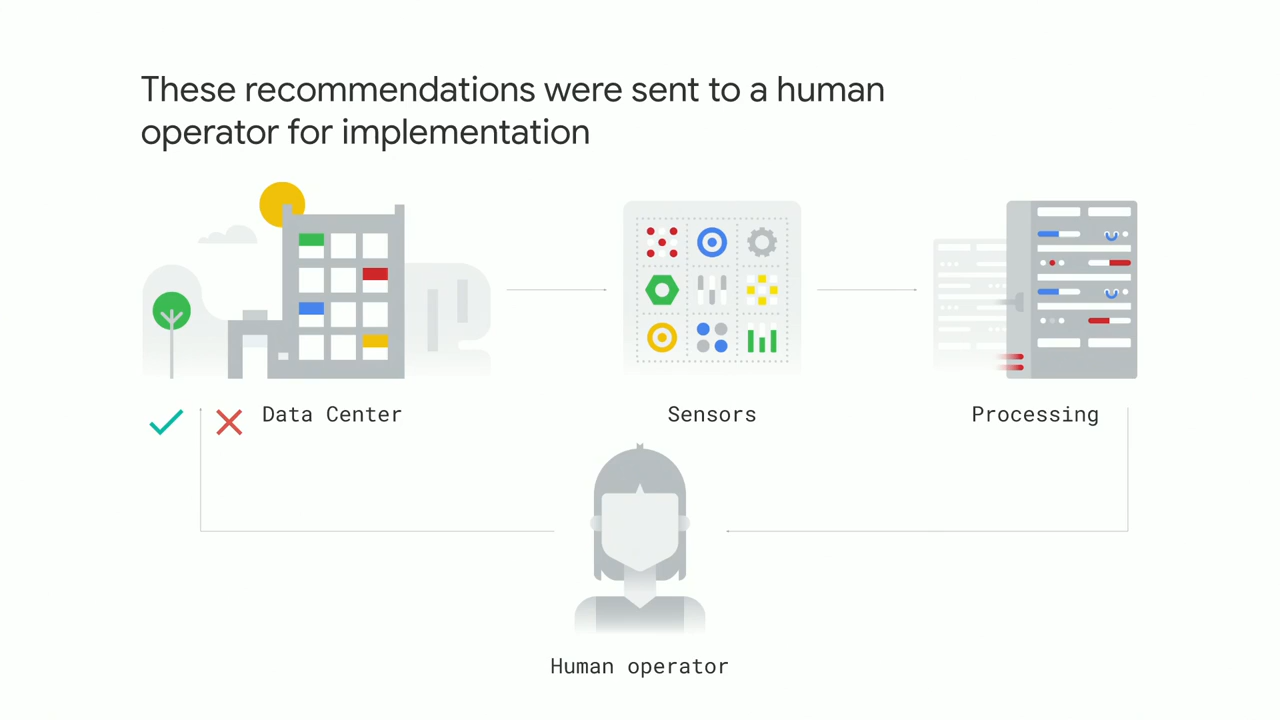 These recommendations were sent to a human
operator for implementation
Data Center
Sensors
Processing
Human operator